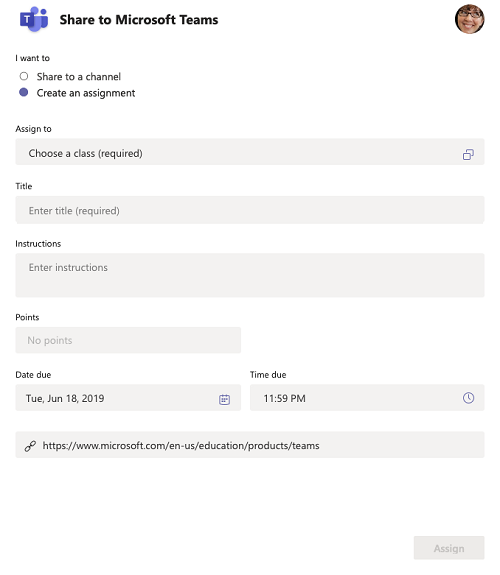 T
Share to Microsoft Teams
I want to
Share to a channel
Create an assignment
Assign to
Choose a class (required)
Title
Enter title (required)
Instructions
Enter instructions
Points
No points
Date due
Time due
Tue, Jun 18, 2019
11:59 PM
https://www.microsoft.com/en-us/education/products/teams
Assign